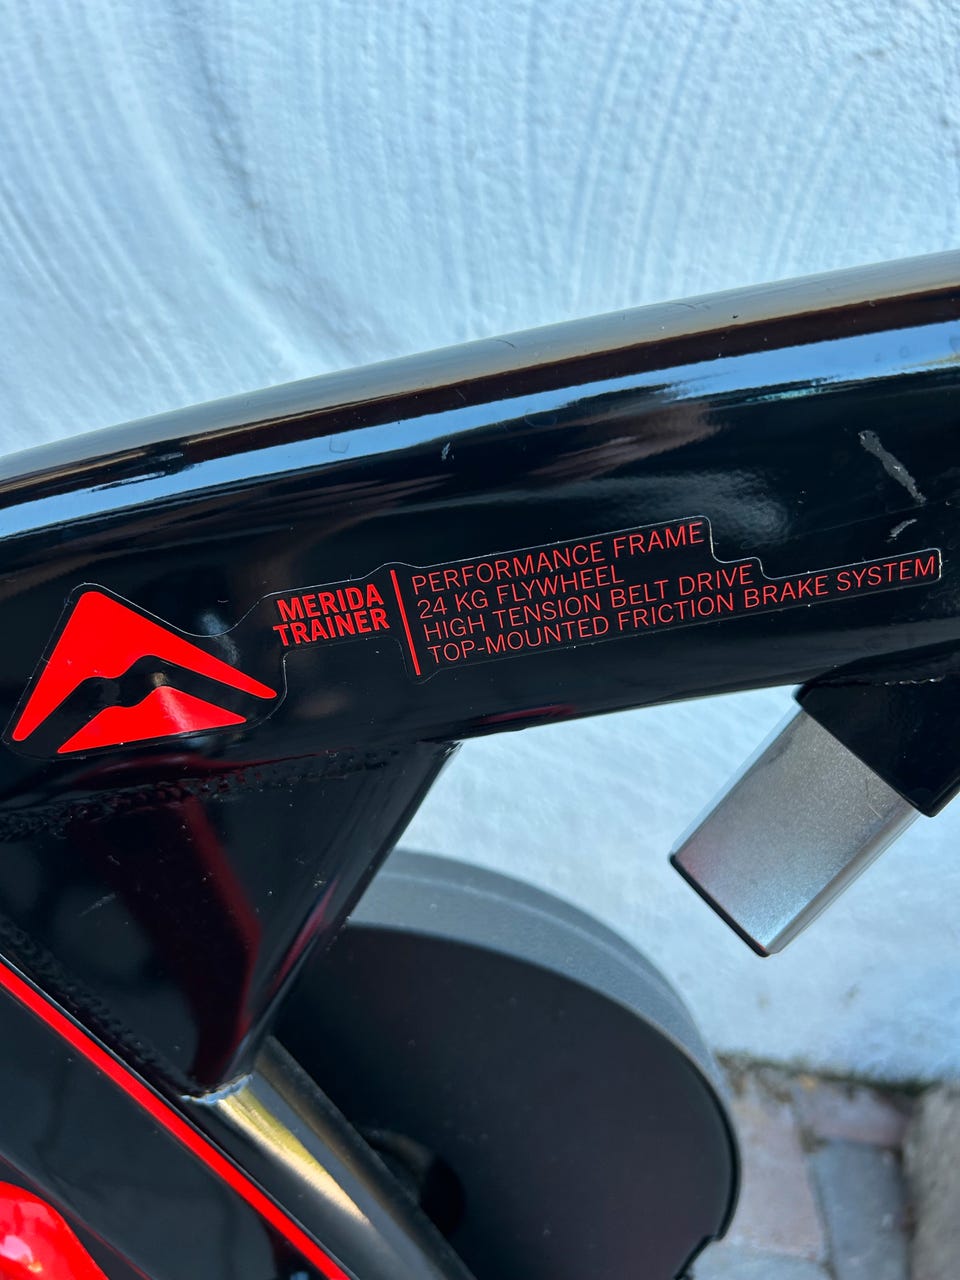 MERIDA
TRAINER
PERFORMANCE FRAME
24 KG FLYWHEEL
HIGH TENSION BELT DRIVE
TOP-MOUNTED FRICTION BRAKE SYSTEM